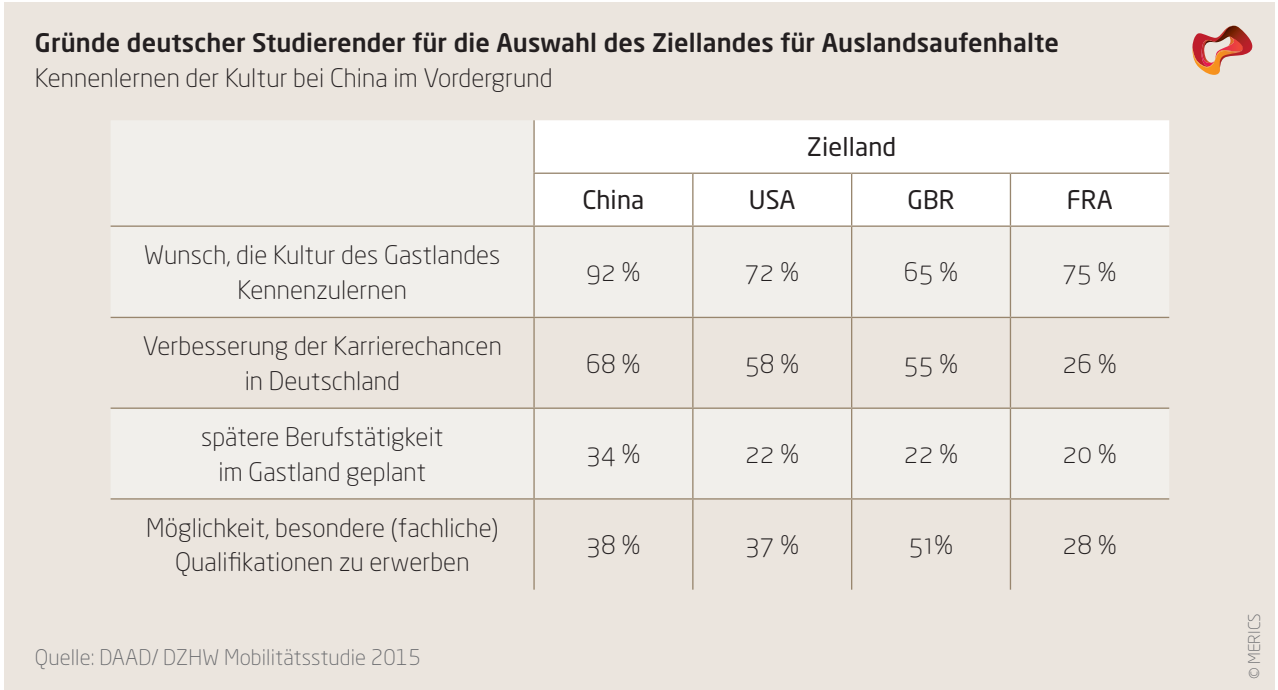 Gründe deutscher Studierender für die Auswahl des Ziellandes für Auslandsaufenthalte
Kennenlernen der Kultur bei China im Vordergrund
Zielland
China USA GBR FRA
Wunsch, die Kultur des Gastlandes
Kennenzulernen
92 % 72 % 65 % 75 %
Verbesserung der Karrierechancen
in Deutschland
68 % 58 % 55 % 26 %
spätere Berufstätigkeit
im Gastland geplant
34 % 22 % 22 % 20 %
Möglichkeit, besondere (fachliche)
Qualifikationen zu erwerben
38 % 37 % 51% 28 %
Quelle: DAAD/ DZHW Mobilitätsstudie 2015
© MERICS